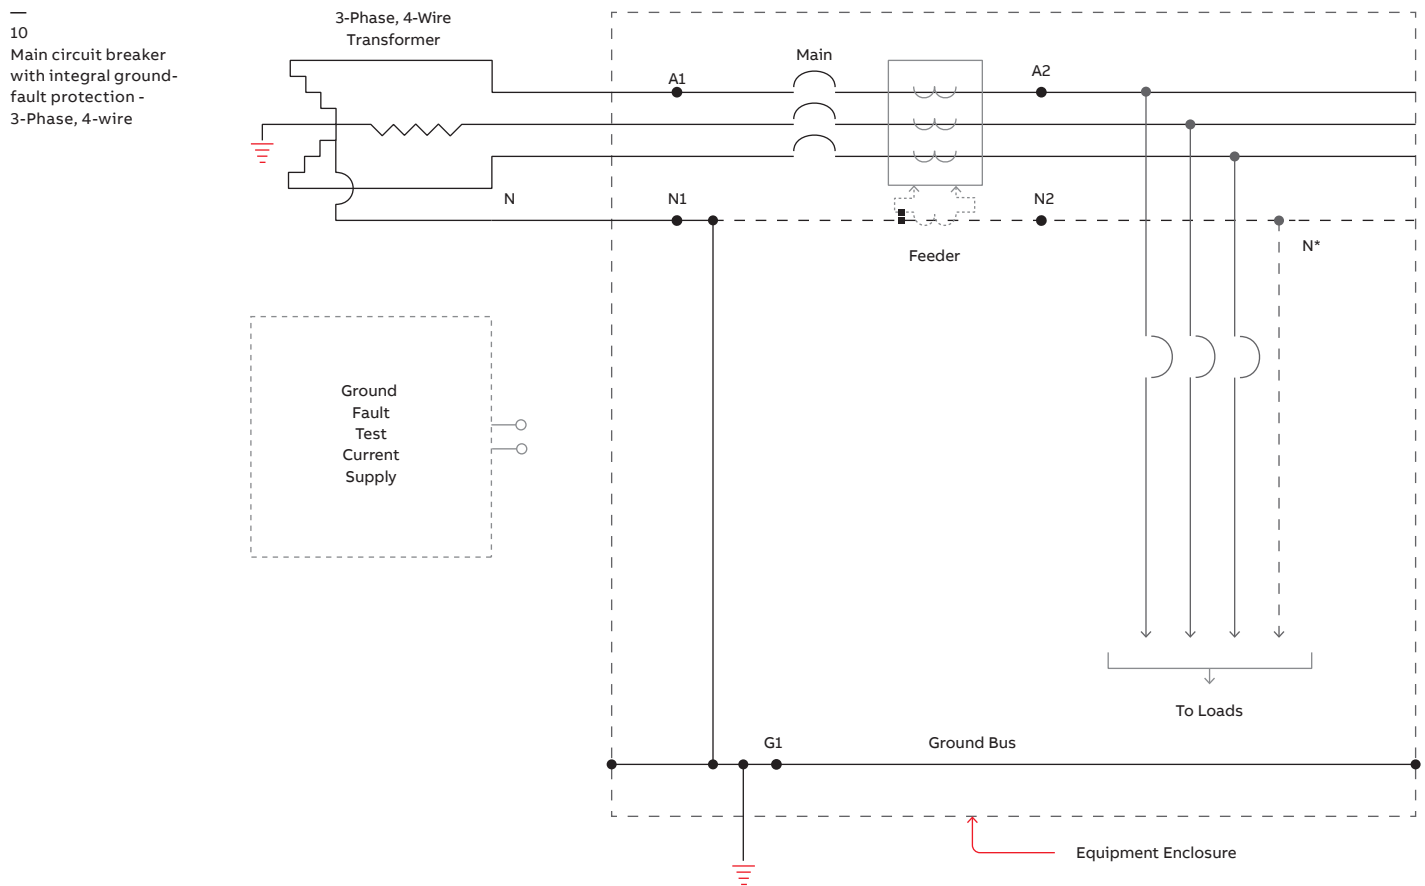 10
Main circuit breaker
with integral ground-
fault protection -
3-Phase, 4-wire
3-Phase, 4-Wire
Transformer
Main
A1
A2
N
N1
N2
N*
Feeder
Ground
Fault
Test
Current
Supply
To Loads
G1
Ground Bus
Equipment Enclosure